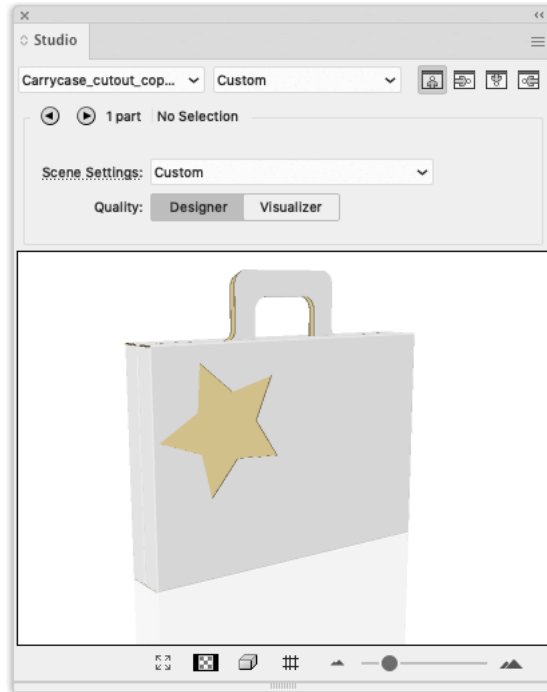 Studio
Carrycase_cutout_cop... Custom
1 part No Selection
Scene Settings: Custom
Quality: Designer Visualizer